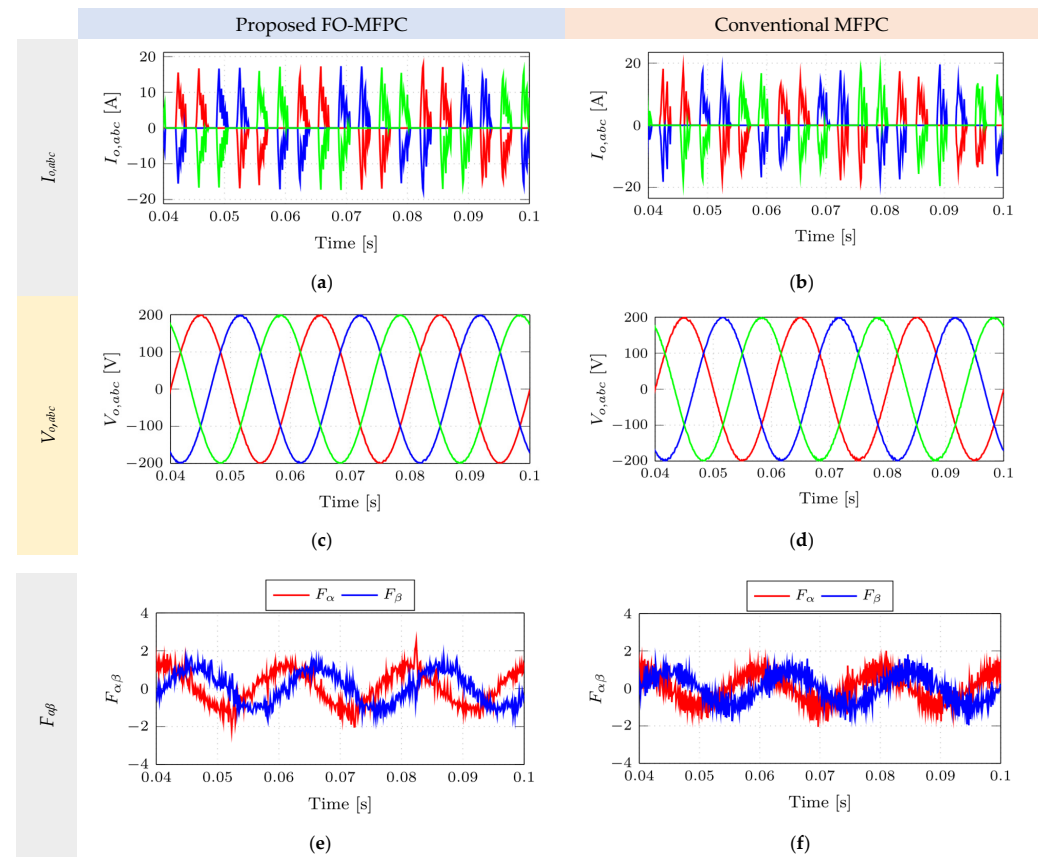 Proposed FO-MFPC
Conventional MFPC
I_{o,abc}
I_{o,abc} [A]
20
10
0
−10
−20
0.04 0.05 0.06 0.07 0.08 0.09 0.1
Time [s]
(a)
I_{o,abc} [A]
20
0
−20
0.04 0.05 0.06 0.07 0.08 0.09 0.1
Time [s]
(b)
V_{o,abc}
V_{o,abc} [V]
200
100
0
−100
−200
0.04 0.05 0.06 0.07 0.08 0.09 0.1
Time [s]
(c)
V_{o,abc} [V]
200
100
0
−100
−200
0.04 0.05 0.06 0.07 0.08 0.09 0.1
Time [s]
(d)
F_{αβ}
F_α F_β
F_{αβ}
4
2
0
−2
−4
0.04 0.05 0.06 0.07 0.08 0.09 0.1
Time [s]
(e)
F_α F_β
F_{αβ}
4
2
0
−2
−4
0.04 0.05 0.06 0.07 0.08 0.09 0.1
Time [s]
(f)